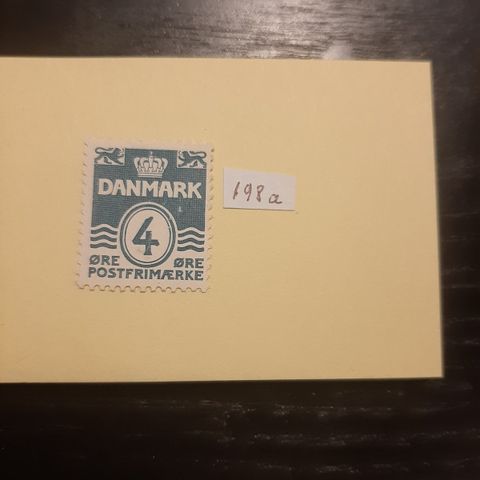 DANMARK
4
ØRE ØRE
POSTFRIMÆRKE
198a